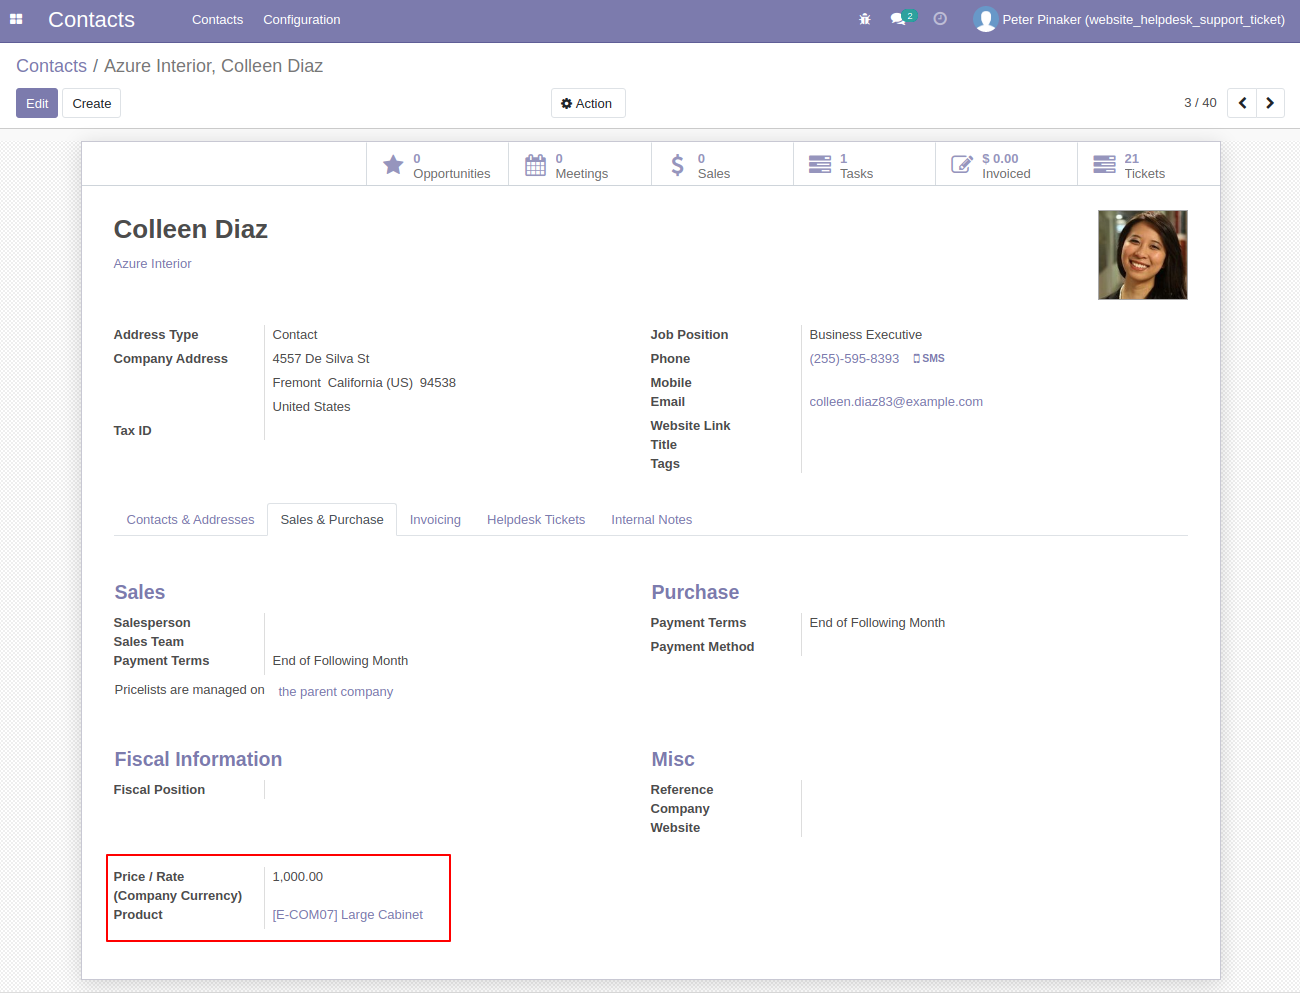 Contacts Contacts Configuration 2 Peter Pinaker (website_helpdesk_support_ticket)
Contacts / Azure Interior, Colleen Diaz
Edit Create Action 3 / 40
0 Opportunities
0 Meetings
0 Sales
1 Tasks
$ 0.00 Invoiced
21 Tickets
Colleen Diaz
Azure Interior
Address Type Contact
Company Address 4557 De Silva St
Fremont California (US) 94538
United States
Tax ID
Job Position Business Executive
Phone (255)-595-8393 SMS
Mobile
Email colleen.diaz83@example.com
Website Link
Title
Tags
Contacts & Addresses Sales & Purchase Invoicing Helpdesk Tickets Internal Notes
Sales
Salesperson
Sales Team
Payment Terms End of Following Month
Pricelists are managed on the parent company
Purchase
Payment Terms End of Following Month
Payment Method
Fiscal Information
Fiscal Position
Misc
Reference
Company
Website
Price / Rate 1,000.00
(Company Currency)
Product [E-COM07] Large Cabinet